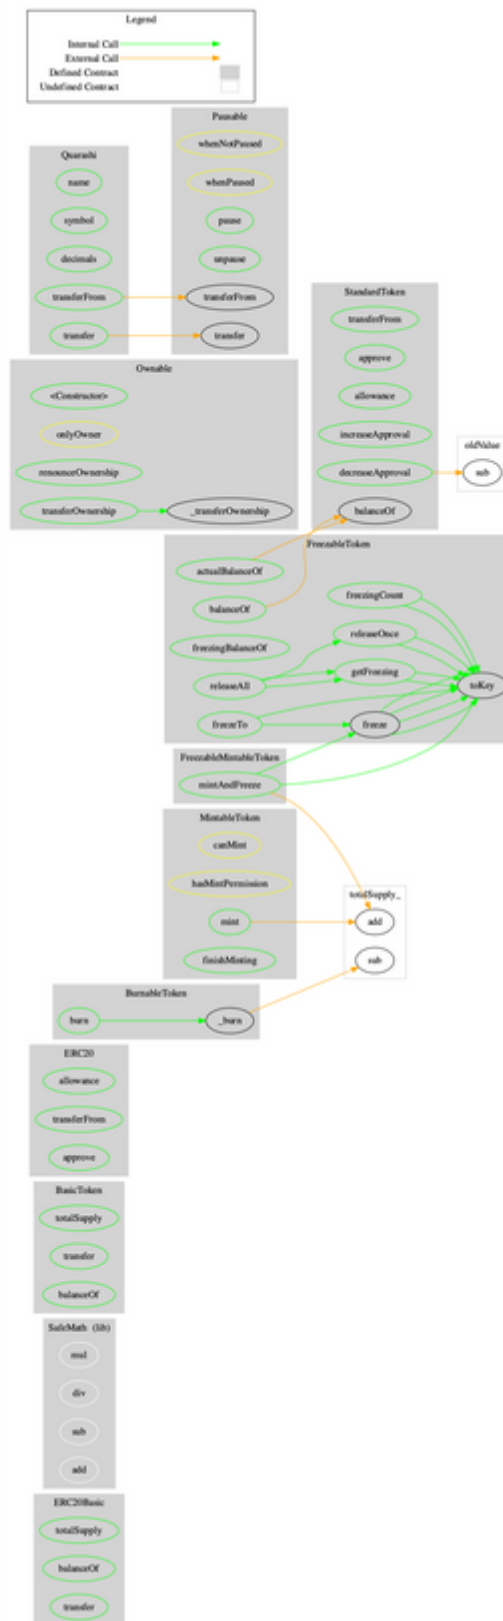 Legend
Internal Call
External Call
Defined Contract
Undefined Contract
Pausable
whenNotPaused
whenPaused
pause
unpause
transferFrom
transfer
Quarashi
name
symbol
decimals
transferFrom
transfer
StandardToken
transferFrom
approve
allowance
increaseApproval
decreaseApproval
balanceOf
oldValue
sub
Ownable
<Constructor>
onlyOwner
renounceOwnership
transferOwnership
_transferOwnership
FreezableToken
actualBalanceOf
balanceOf
freezingBalanceOf
releaseAll
freezeTo
freezingCount
releaseOnce
getFreezing
freeze
toKey
FreezableMintableToken
mintAndFreeze
MintableToken
canMint
hasMintPermission
mint
finishMinting
totalSupply_
add
sub
BurnableToken
burn
_burn
ERC20
allowance
transferFrom
approve
BasicToken
totalSupply
transfer
balanceOf
SafeMath (lib)
mul
div
sub
add
ERC20Basic
totalSupply
balanceOf
transfer